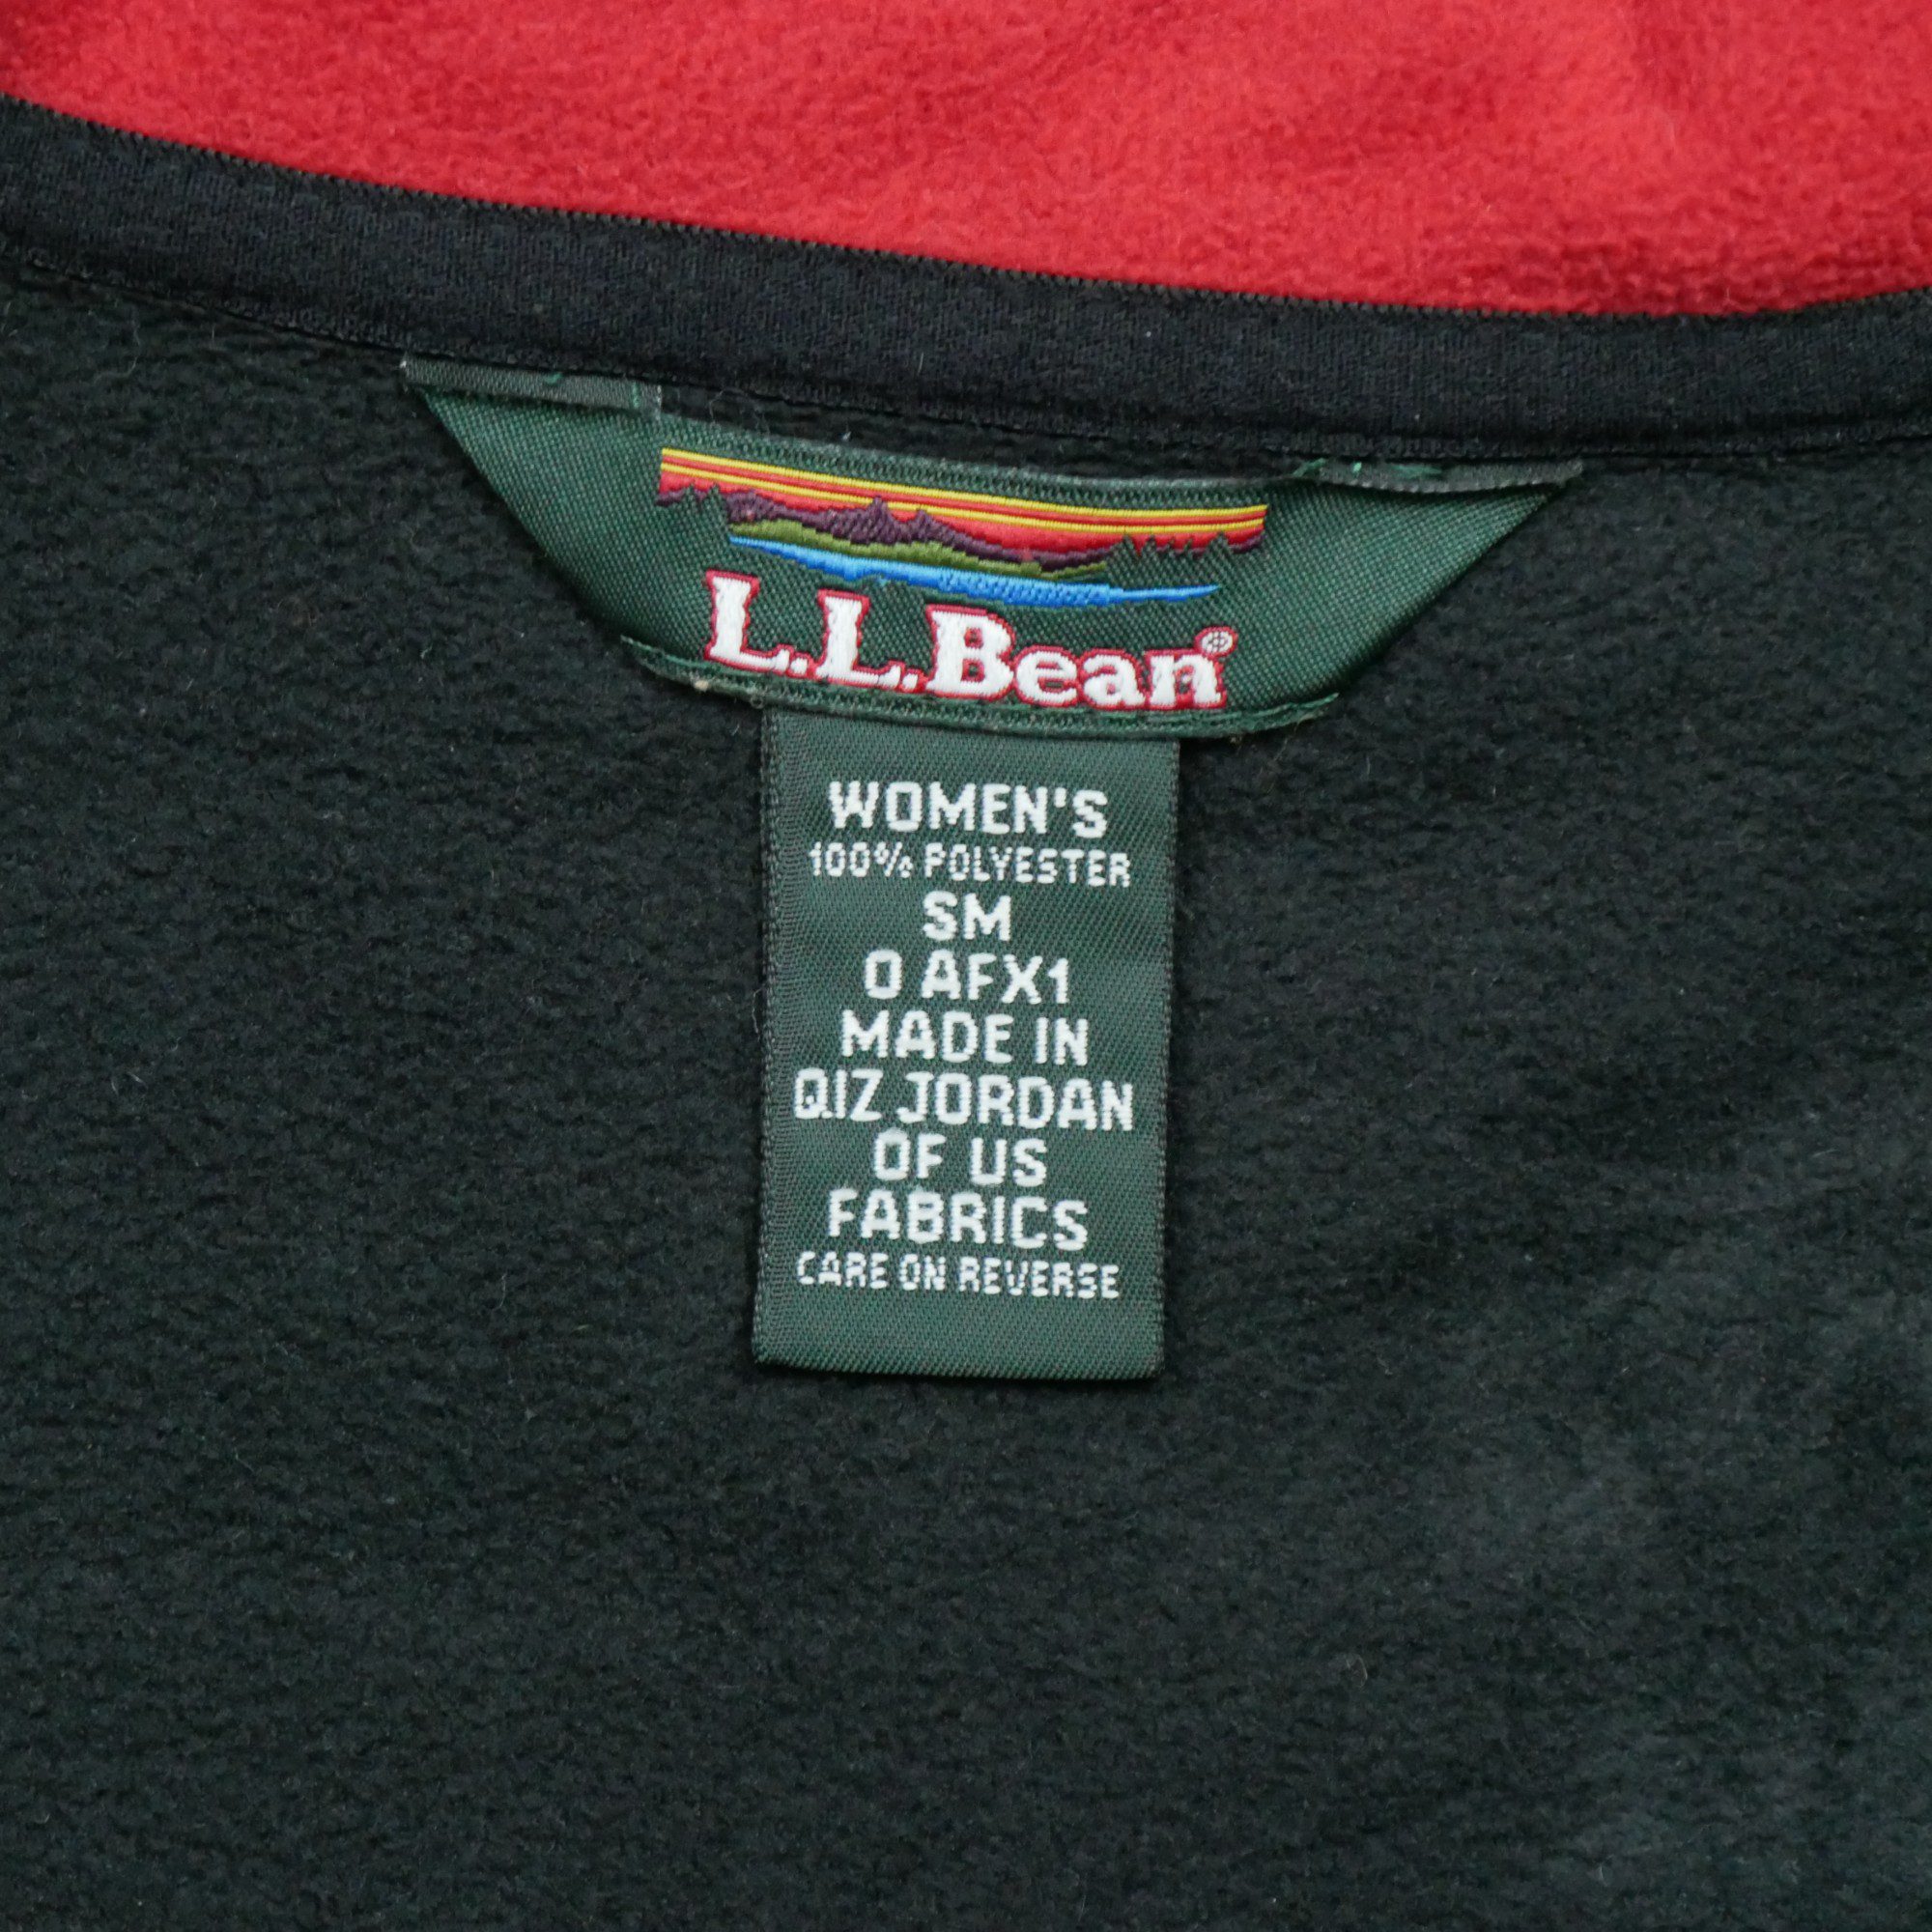 L.L.Bean®
WOMEN'S
100% POLYESTER
SM
0 AFX1
MADE IN
QIZ JORDAN
OF US
FABRICS
CARE ON REVERSE